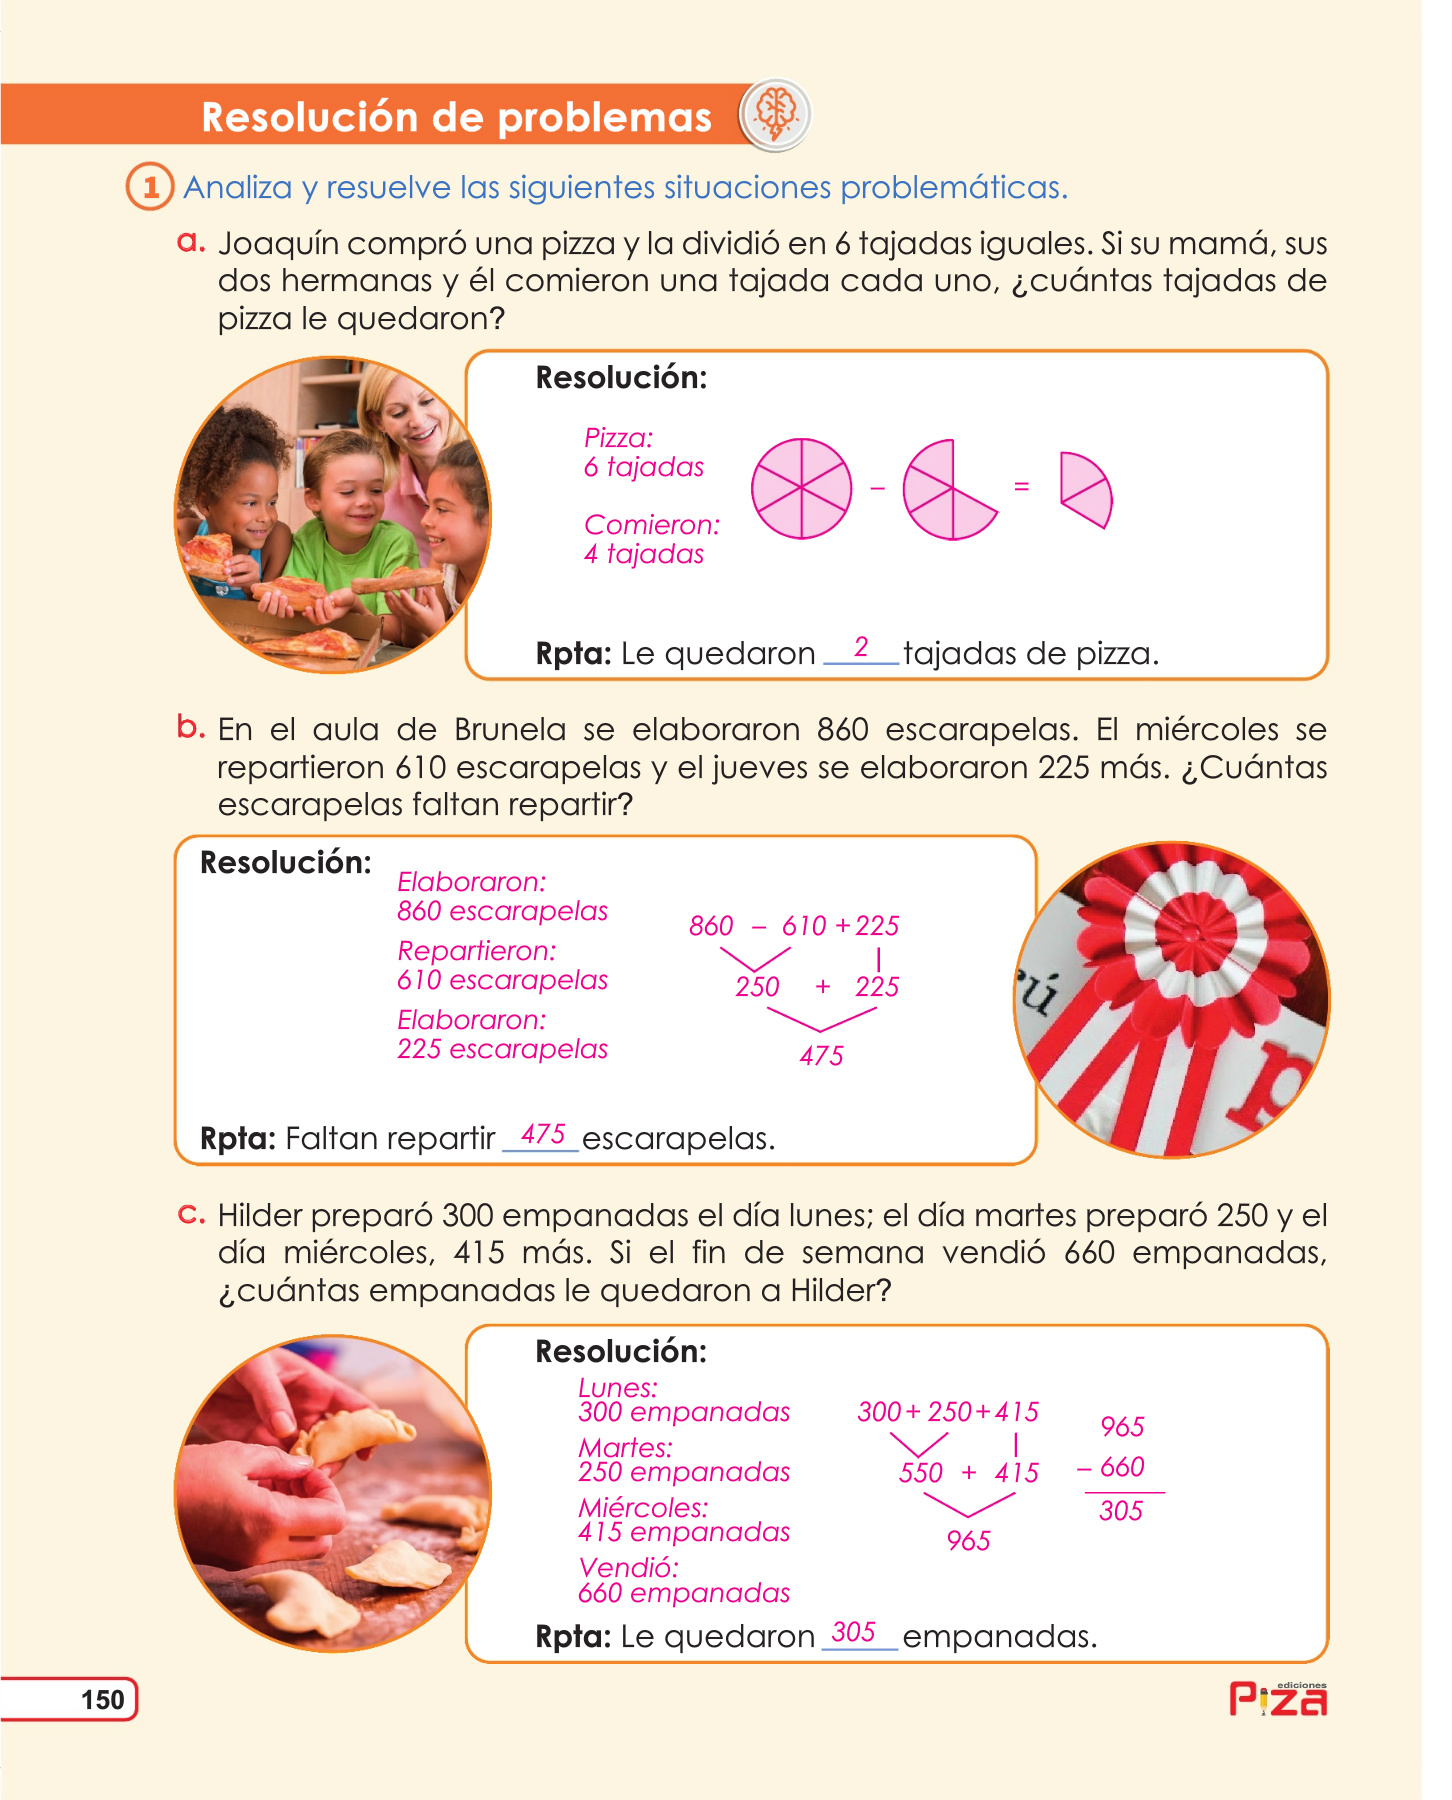 Resolución de problemas
1 Analiza y resuelve las siguientes situaciones problemáticas.
a. Joaquín compró una pizza y la dividió en 6 tajadas iguales. Si su mamá, sus
dos hermanas y él comieron una tajada cada uno, ¿cuántas tajadas de
pizza le quedaron?
Resolución:
Pizza:
6 tajadas
Comieron:
4 tajadas
– =
Rpta: Le quedaron 2 tajadas de pizza.
b. En el aula de Brunela se elaboraron 860 escarapelas. El miércoles se
repartieron 610 escarapelas y el jueves se elaboraron 225 más. ¿Cuántas
escarapelas faltan repartir?
Resolución:
Elaboraron:
860 escarapelas
Repartieron:
610 escarapelas
Elaboraron:
225 escarapelas
860 – 610 + 225
250 + 225
475
rú
p
Rpta: Faltan repartir 475 escarapelas.
c. Hilder preparó 300 empanadas el día lunes; el día martes preparó 250 y el
día miércoles, 415 más. Si el fin de semana vendió 660 empanadas,
¿cuántas empanadas le quedaron a Hilder?
Resolución:
Lunes:
300 empanadas
Martes:
250 empanadas
Miércoles:
415 empanadas
Vendió:
660 empanadas
300 + 250 + 415
550 + 415
965
965
– 660
305
Rpta: Le quedaron 305 empanadas.
150
ediciones
Piza